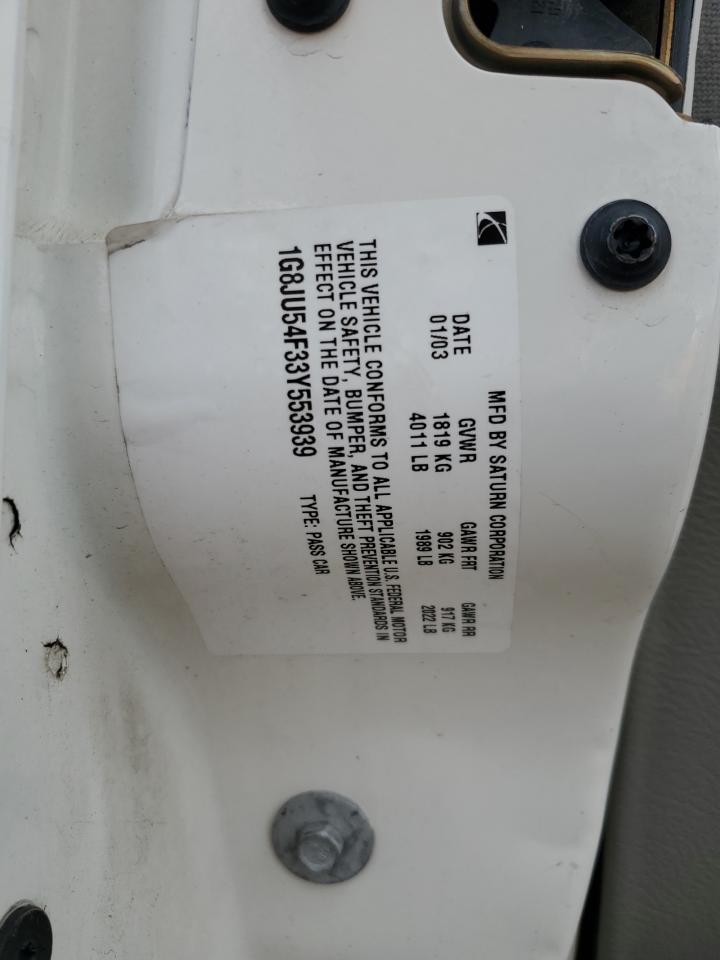 MFD BY SATURN CORPORATION
DATE GVWR GAWR FRT GAWR RR
01/03 1819 KG 902 KG 917 KG
4011 LB 1989 LB 2022 LB
THIS VEHICLE CONFORMS TO ALL APPLICABLE U.S. FEDERAL MOTOR
VEHICLE SAFETY, BUMPER, AND THEFT PREVENTION STANDARDS IN
EFFECT ON THE DATE OF MANUFACTURE SHOWN ABOVE.
1G8JU54F33Y553939 TYPE: PASS CAR